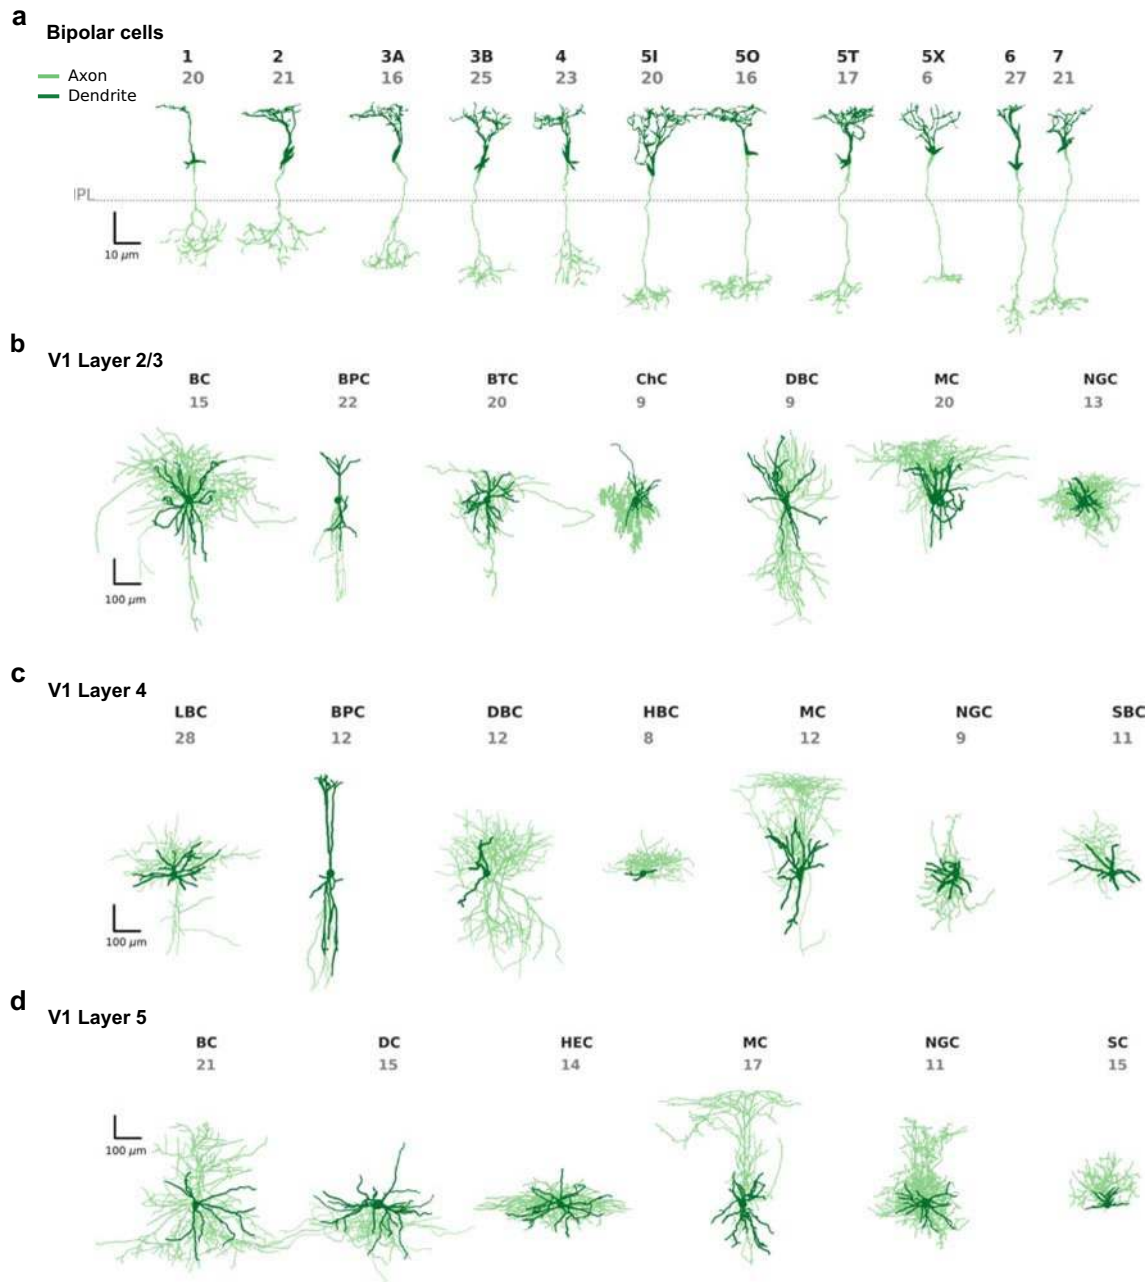 a
Bipolar cells
1 2 3A 3B 4 5I 5O 5T 5X 6 7
20 21 16 25 23 20 16 17 6 27 21
Axon
Dendrite
IPL
10 μm
b
V1 Layer 2/3
BC BPC BTC ChC DBC MC NGC
15 22 20 9 9 20 13
100 μm
c
V1 Layer 4
LBC BPC DBC HBC MC NGC SBC
28 12 12 8 12 9 11
100 μm
d
V1 Layer 5
BC DC HEC MC NGC SC
21 15 14 17 11 15
100 μm